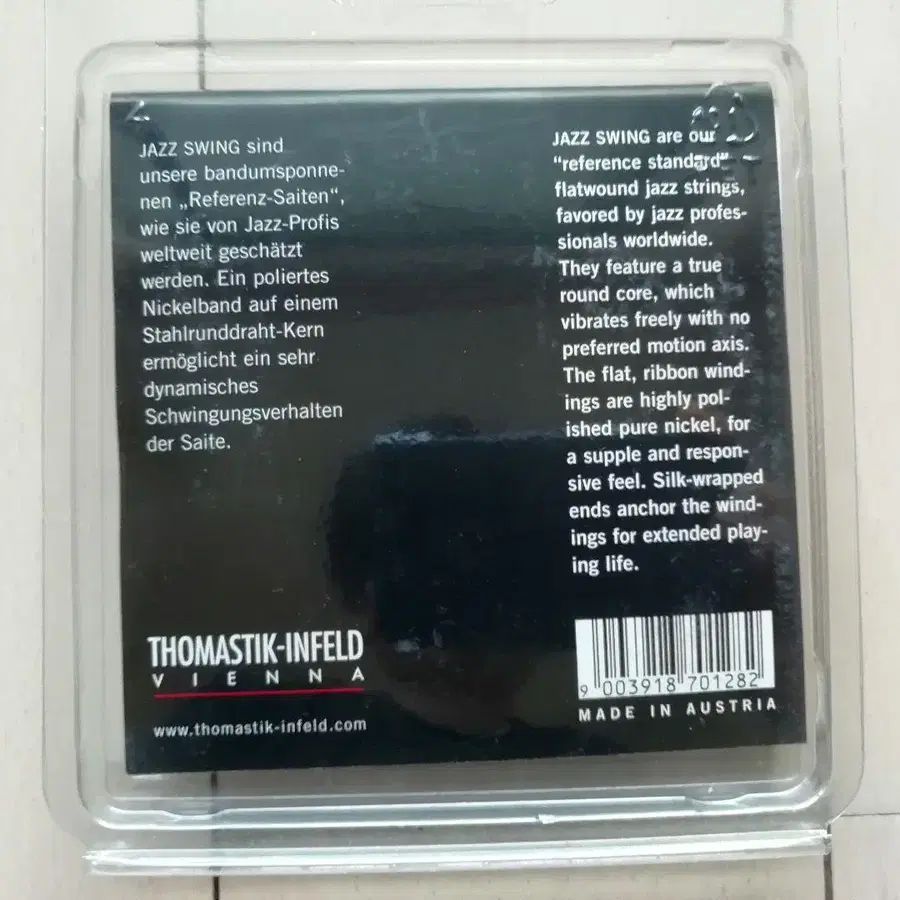 JAZZ SWING sind
unsere bandumsponne-
nen „Referenz-Saiten“,
wie sie von Jazz-Profis
weltweit geschätzt
werden. Ein poliertes
Nickelband auf einem
Stahlrunddraht-Kern
ermöglicht ein sehr
dynamisches
Schwingungsverhalten
der Saite.
JAZZ SWING are our
“reference standard”
flatwound jazz strings,
favored by jazz profes-
sionals worldwide.
They feature a true
round core, which
vibrates freely with no
preferred motion axis.
The flat, ribbon wind-
ings are highly pol-
ished pure nickel, for
a supple and respon-
sive feel. Silk-wrapped
ends anchor the wind-
ings for extended play-
ing life.
THOMASTIK-INFELD
VIENNA
www.thomastik-infeld.com
9 003918 701282
MADE IN AUSTRIA